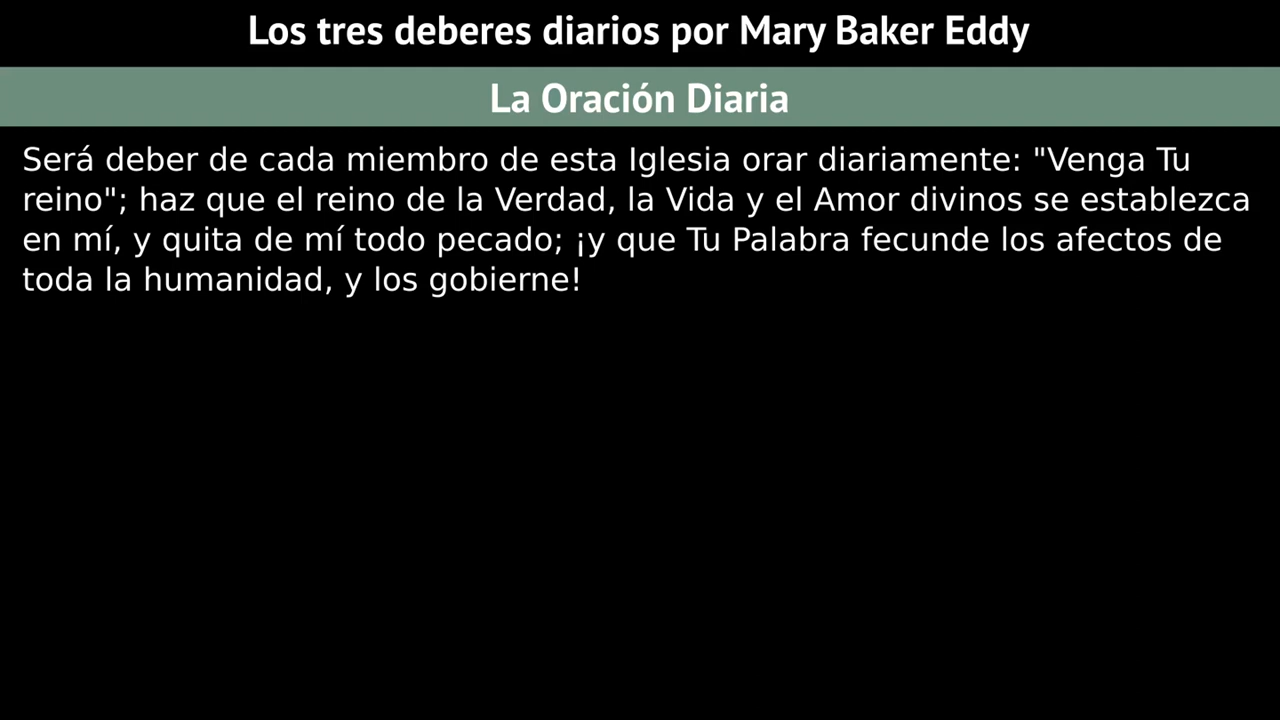 Los tres deberes diarios por Mary Baker Eddy
La Oración Diaria
Será deber de cada miembro de esta Iglesia orar diariamente: "Venga Tu
reino"; haz que el reino de la Verdad, la Vida y el Amor divinos se establezca
en mí, y quita de mí todo pecado; ¡y que Tu Palabra fecunde los afectos de
toda la humanidad, y los gobierne!